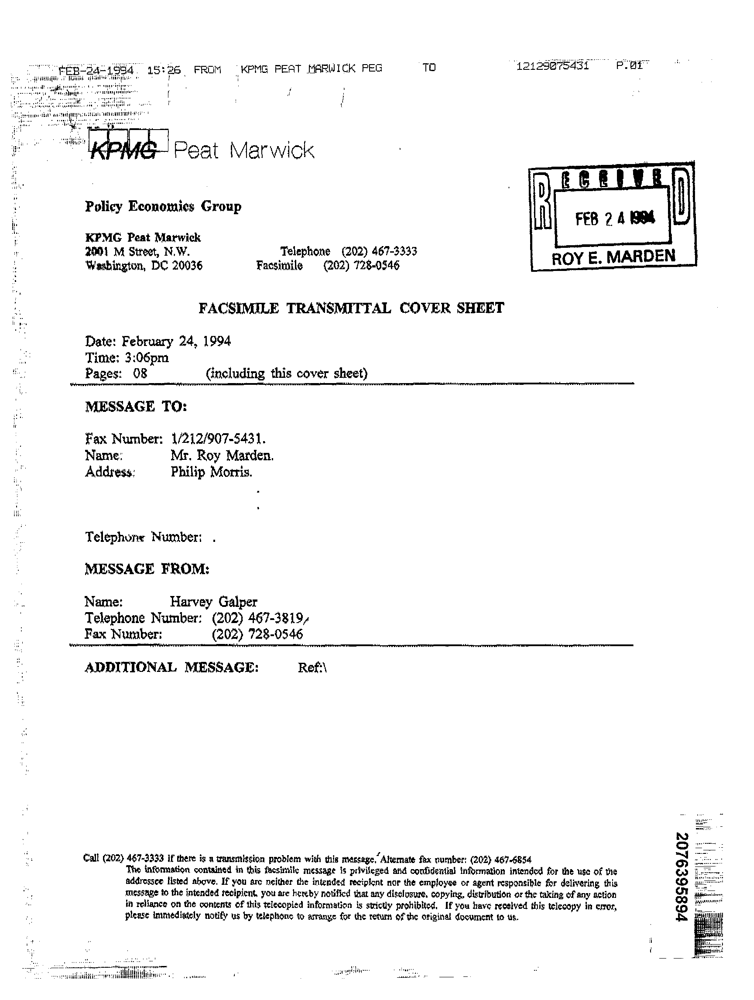 FEB-24-1994 15:26 FROM KPMG PEAT MARWICK PEG TO 12129075431 P.01
KPMG Peat Marwick
RECEIVED
FEB 24 1994
ROY E. MARDEN
Policy Economics Group
KPMG Peat Marwick
2001 M Street, N.W. Telephone (202) 467-3333
Washington, DC 20036 Facsimile (202) 728-0546
FACSIMILE TRANSMITTAL COVER SHEET
Date: February 24, 1994
Time: 3:06pm
Pages: 08 (including this cover sheet)
MESSAGE TO:
Fax Number: 1/212/907-5431.
Name: Mr. Roy Marden.
Address: Philip Morris.
.
.
Telephone Number: .
MESSAGE FROM:
Name: Harvey Galper
Telephone Number: (202) 467-3819
Fax Number: (202) 728-0546
ADDITIONAL MESSAGE: Ref:\
Call (202) 467-3333 if there is a transmission problem with this message. Alternate fax number: (202) 467-6854
The information contained in this facsimile message is privileged and confidential information intended for the use of the
addressee listed above. If you are neither the intended recipient nor the employee or agent responsible for delivering this
message to the intended recipient, you are hereby notified that any disclosure, copying, distribution or the taking of any action
in reliance on the contents of this telecopied information is strictly prohibited. If you have received this telecopy in error,
please immediately notify us by telephone to arrange for the return of the original document to us.
2076395894